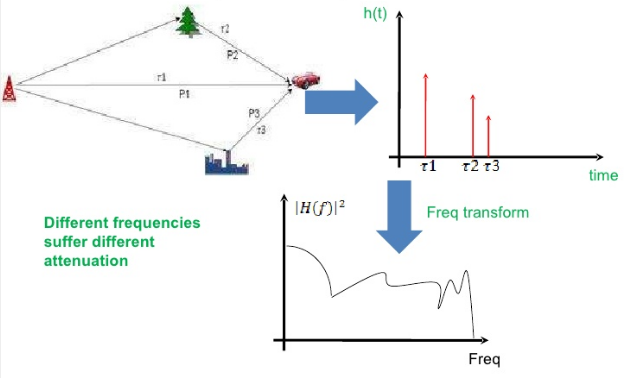 h(t)
τ2
P2
τ1
P1
P3
τ3
τ1 τ2 τ3
time
Different frequencies
suffer different
attenuation
Freq transform
|H(f)|²
Freq